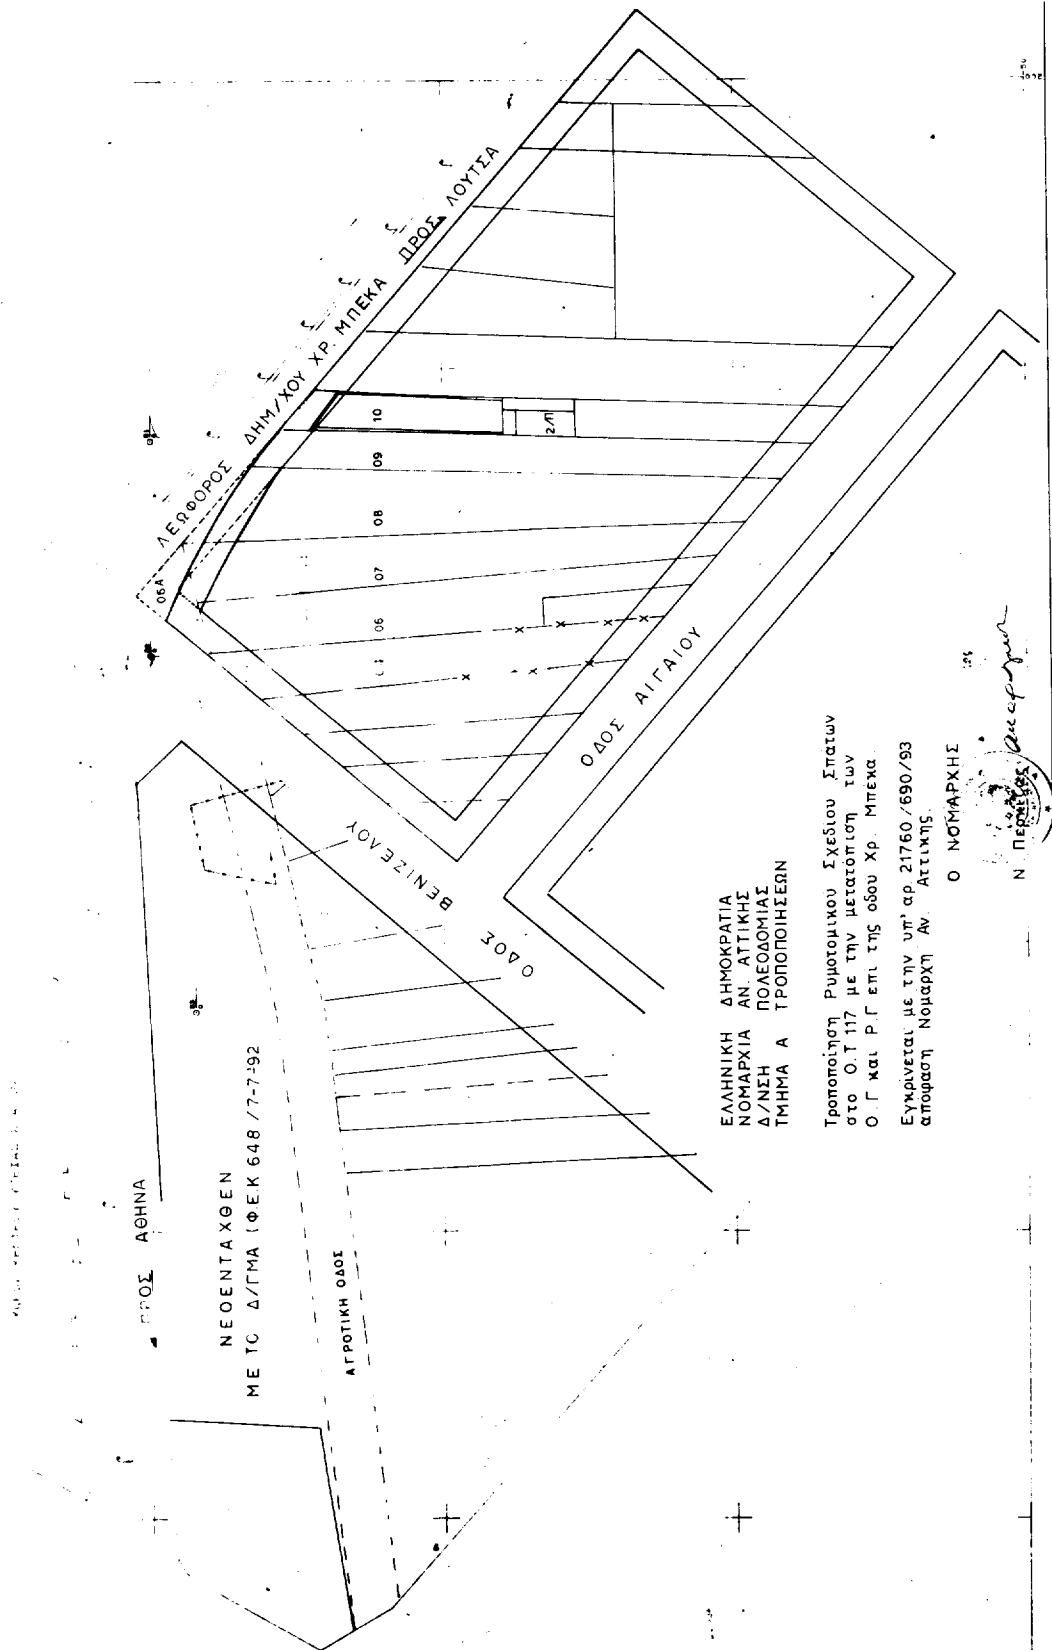 ΠΡΟΣ ΑΘΗΝΑ
ΝΕΟΕΝΤΑΧΘΕΝ
ΜΕ ΤΟ Δ/ΓΜΑ (Φ.Ε.Κ 648 /7-7-92
ΑΓΡΟΤΙΚΗ ΟΔΟΣ
ΟΔΟΣ ΒΕΝΙΖΕΛΟΥ
ΛΕΩΦΟΡΟΣ ΔΗΜ/ΧΟΥ ΧΡ. ΜΠΕΚΑ ΠΡΟΣ ΛΟΥΤΣΑ
06Α
06
07
08
09
10
2/Π
ΟΔΟΣ ΑΙΓΑΙΟΥ
ΕΛΛΗΝΙΚΗ ΔΗΜΟΚΡΑΤΙΑ
ΝΟΜΑΡΧΙΑ ΑΝ. ΑΤΤΙΚΗΣ
Δ/ΝΣΗ ΠΟΛΕΟΔΟΜΙΑΣ
ΤΜΗΜΑ Α ΤΡΟΠΟΠΟΙΗΣΕΩΝ
Τροποποίηση Ρυμοτομικού Σχεδίου Σπάτων
στο Ο.Τ 117 με την μετατόπιση των
Ο.Γ και Ρ.Γ επι της οδου Χρ. Μπέκα
Εγκρίνεται με την υπ' αρ 21760/690/93
απόφαση Νομάρχη Αν. Αττικής.
Ο ΝΟΜΑΡΧΗΣ
Ν.